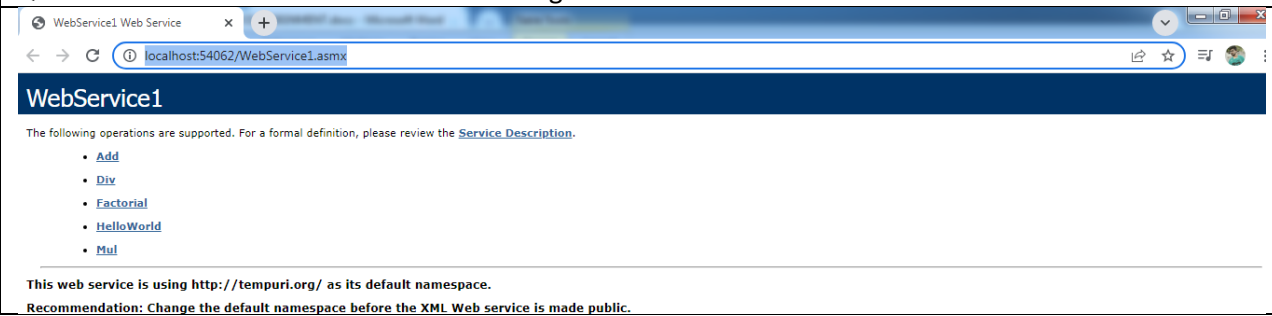 WebService1 Web Service
localhost:54062/WebService1.asmx
WebService1
The following operations are supported. For a formal definition, please review the Service Description.
• Add
• Div
• Factorial
• HelloWorld
• Mul
This web service is using http://tempuri.org/ as its default namespace.
Recommendation: Change the default namespace before the XML Web service is made public.